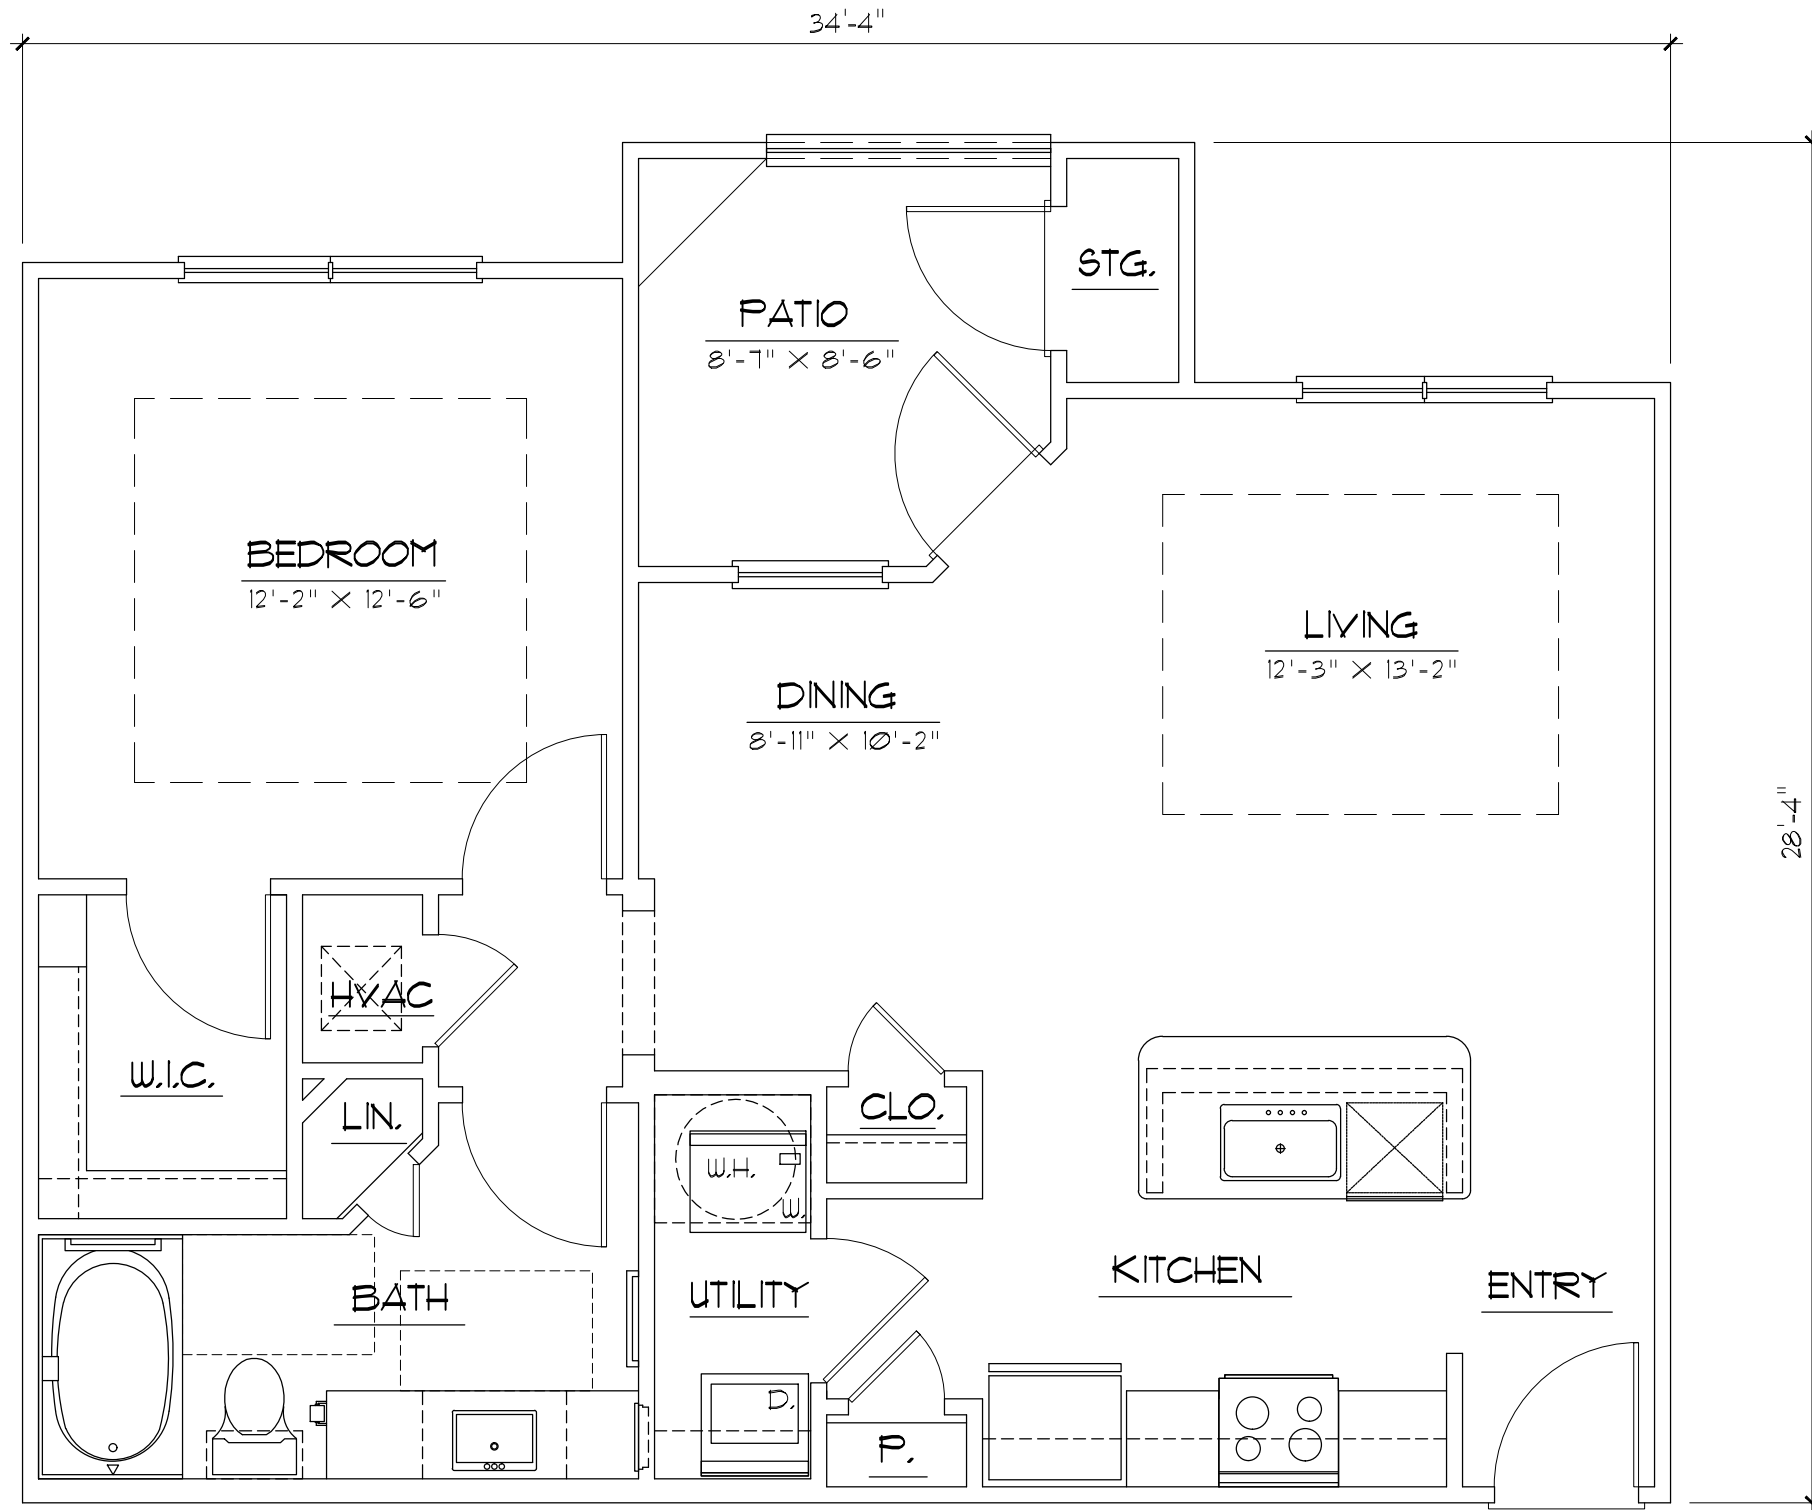 34'-4"
STG.
PATIO
8'-7" X 8'-6"
BEDROOM
12'-2" X 12'-6"
LIVING
12'-3" X 13'-2"
DINING
8'-11" X 10'-2"
28'-4"
HVAC
W.I.C.
LIN.
CLO.
W.H.
W.
KITCHEN
ENTRY
BATH
UTILITY
D.
P.